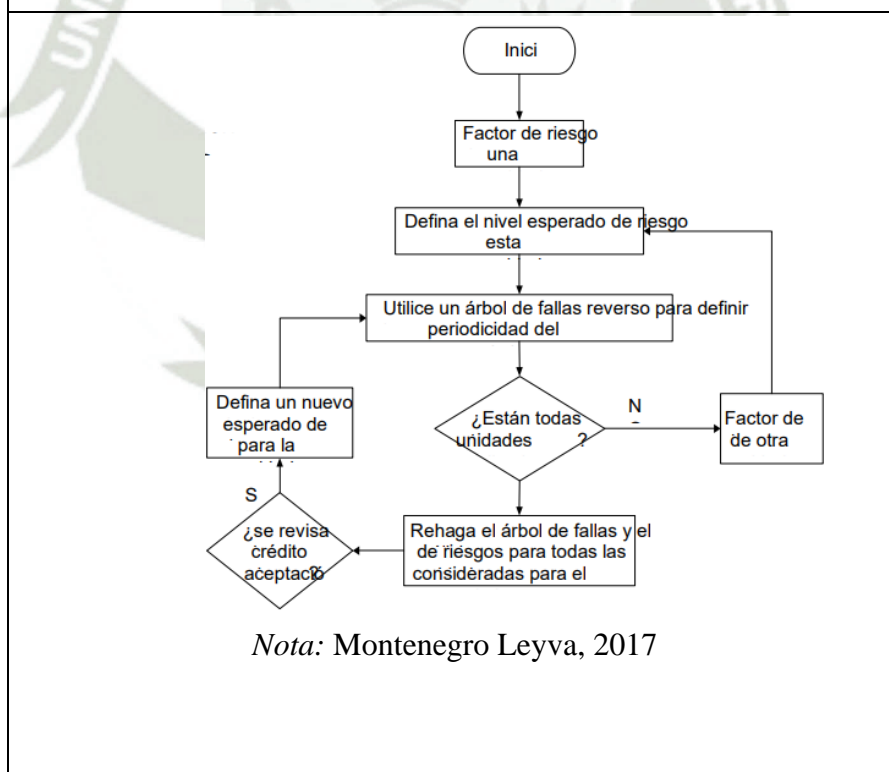 UN
Inici
Factor de riesgo
una
Defina el nivel esperado de riesgo
esta
Utilice un árbol de fallas reverso para definir
periodicidad del
¿Están todas
unidades ?
N
Factor de
de otra
Rehaga el árbol de fallas y el
de riesgos para todas las
consideradas para el
¿se revisa
crédito
aceptació?
S
Defina un nuevo
esperado de
para la
Nota: Montenegro Leyva, 2017